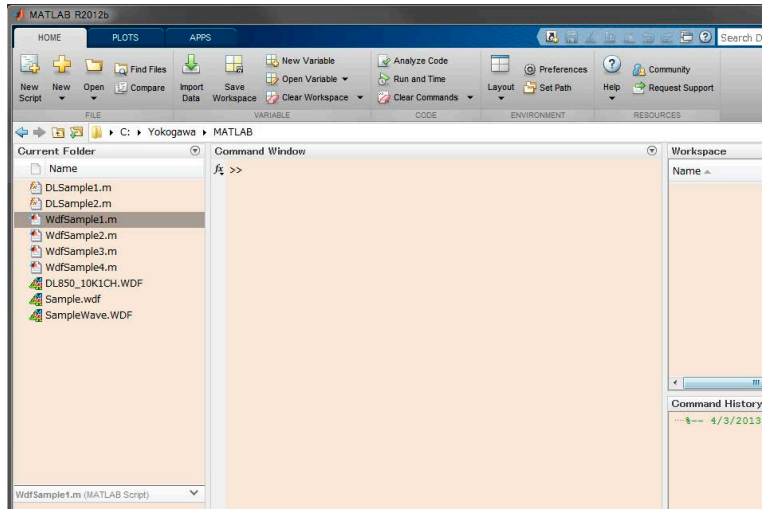 MATLAB R2012b
HOME PLOTS APPS
Search D
New Script New Open Find Files Compare Import Data Save Workspace New Variable Open Variable Clear Workspace Analyze Code Run and Time Clear Commands Layout Preferences Set Path Help Community Request Support
FILE VARIABLE CODE ENVIRONMENT RESOURCES
C: Yokogawa MATLAB
Current Folder
Name
DLSample1.m
DLSample2.m
WdfSample1.m
WdfSample2.m
WdfSample3.m
WdfSample4.m
DL850_10K1CH.WDF
Sample.wdf
SampleWave.WDF
WdfSample1.m (MATLAB Script)
Command Window
fx >>
Workspace
Name
Command History
%-- 4/3/2013